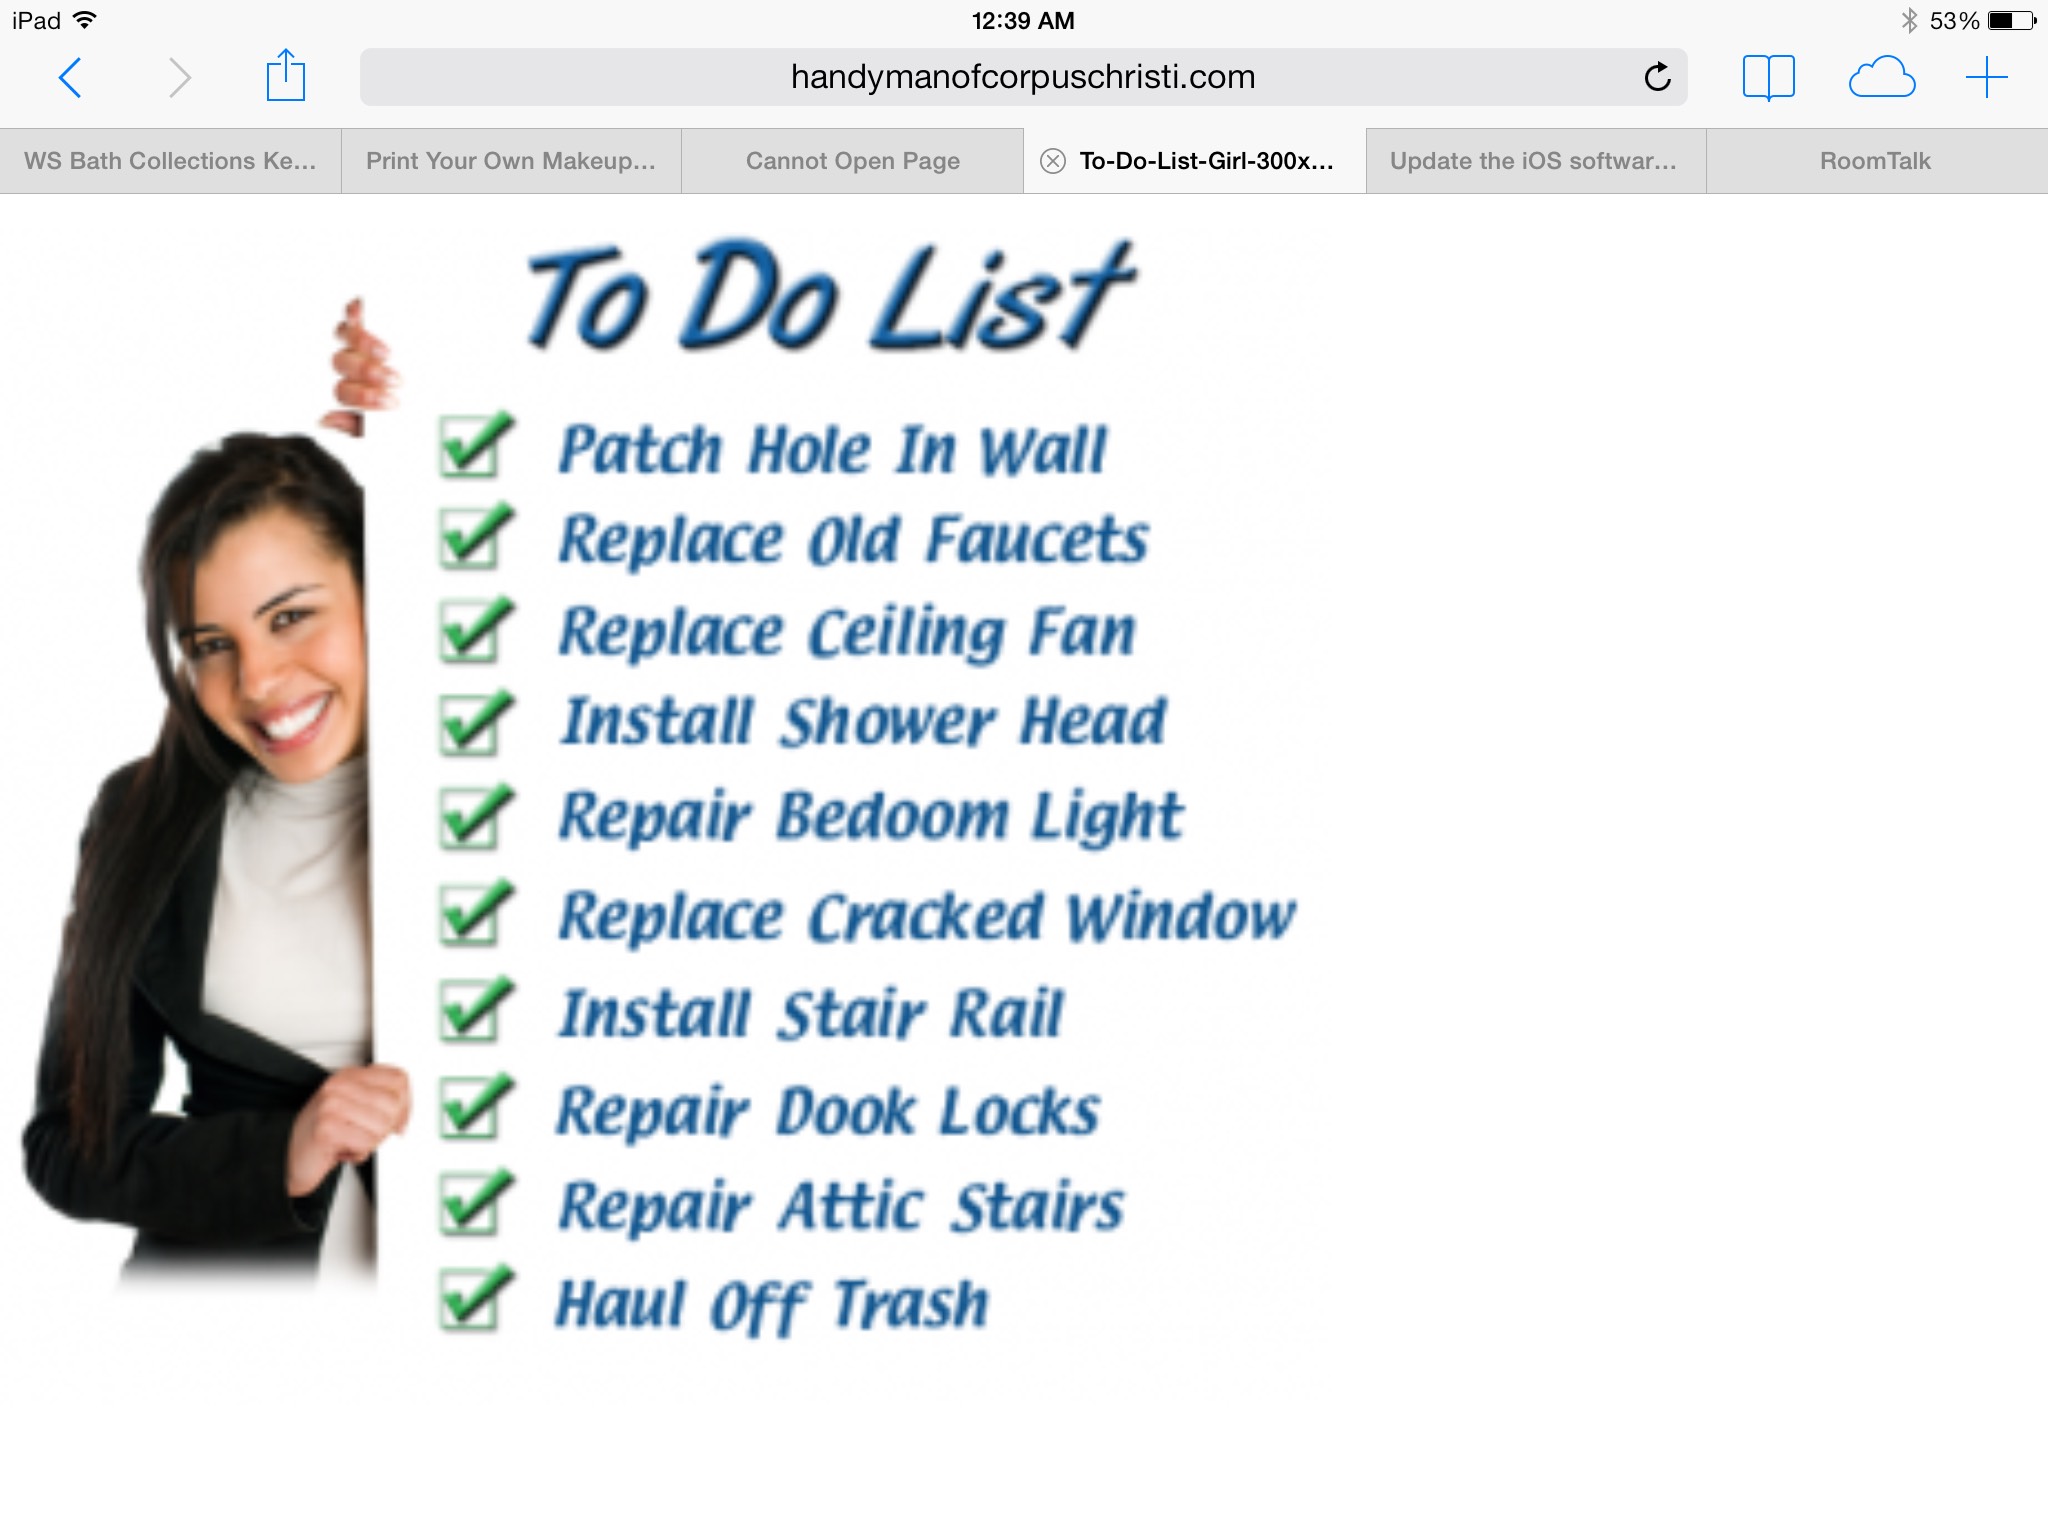 iPad
12:39 AM
53%
handymanofcorpuschristi.com
WS Bath Collections Ke...
Print Your Own Makeup...
Cannot Open Page
To-Do-List-Girl-300x...
Update the iOS softwar...
RoomTalk
To Do List
Patch Hole In Wall
Replace Old Faucets
Replace Ceiling Fan
Install Shower Head
Repair Bedoom Light
Replace Cracked Window
Install Stair Rail
Repair Dook Locks
Repair Attic Stairs
Haul Off Trash